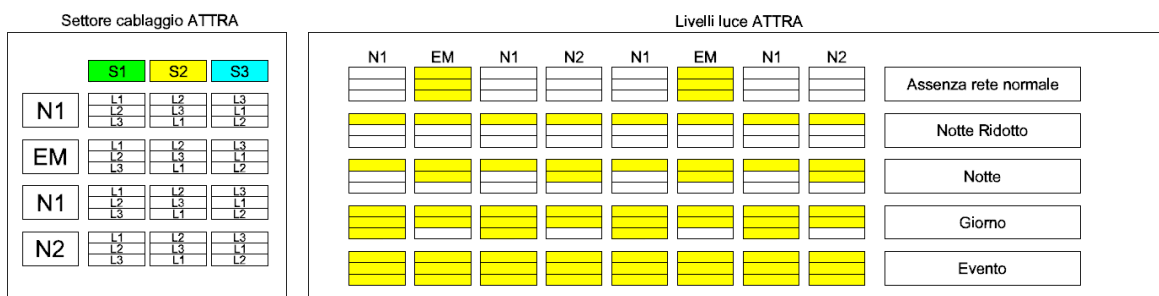 Settore cablaggio ATTRA
S1 S2 S3
N1
L1 L2 L3
L2 L3 L1
L3 L1 L2
EM
L1 L2 L3
L2 L3 L1
L3 L1 L2
N1
L1 L2 L3
L2 L3 L1
L3 L1 L2
N2
L1 L2 L3
L2 L3 L1
L3 L1 L2
Livelli luce ATTRA
N1 EM N1 N2 N1 EM N1 N2
Assenza rete normale
Notte Ridotto
Notte
Giorno
Evento